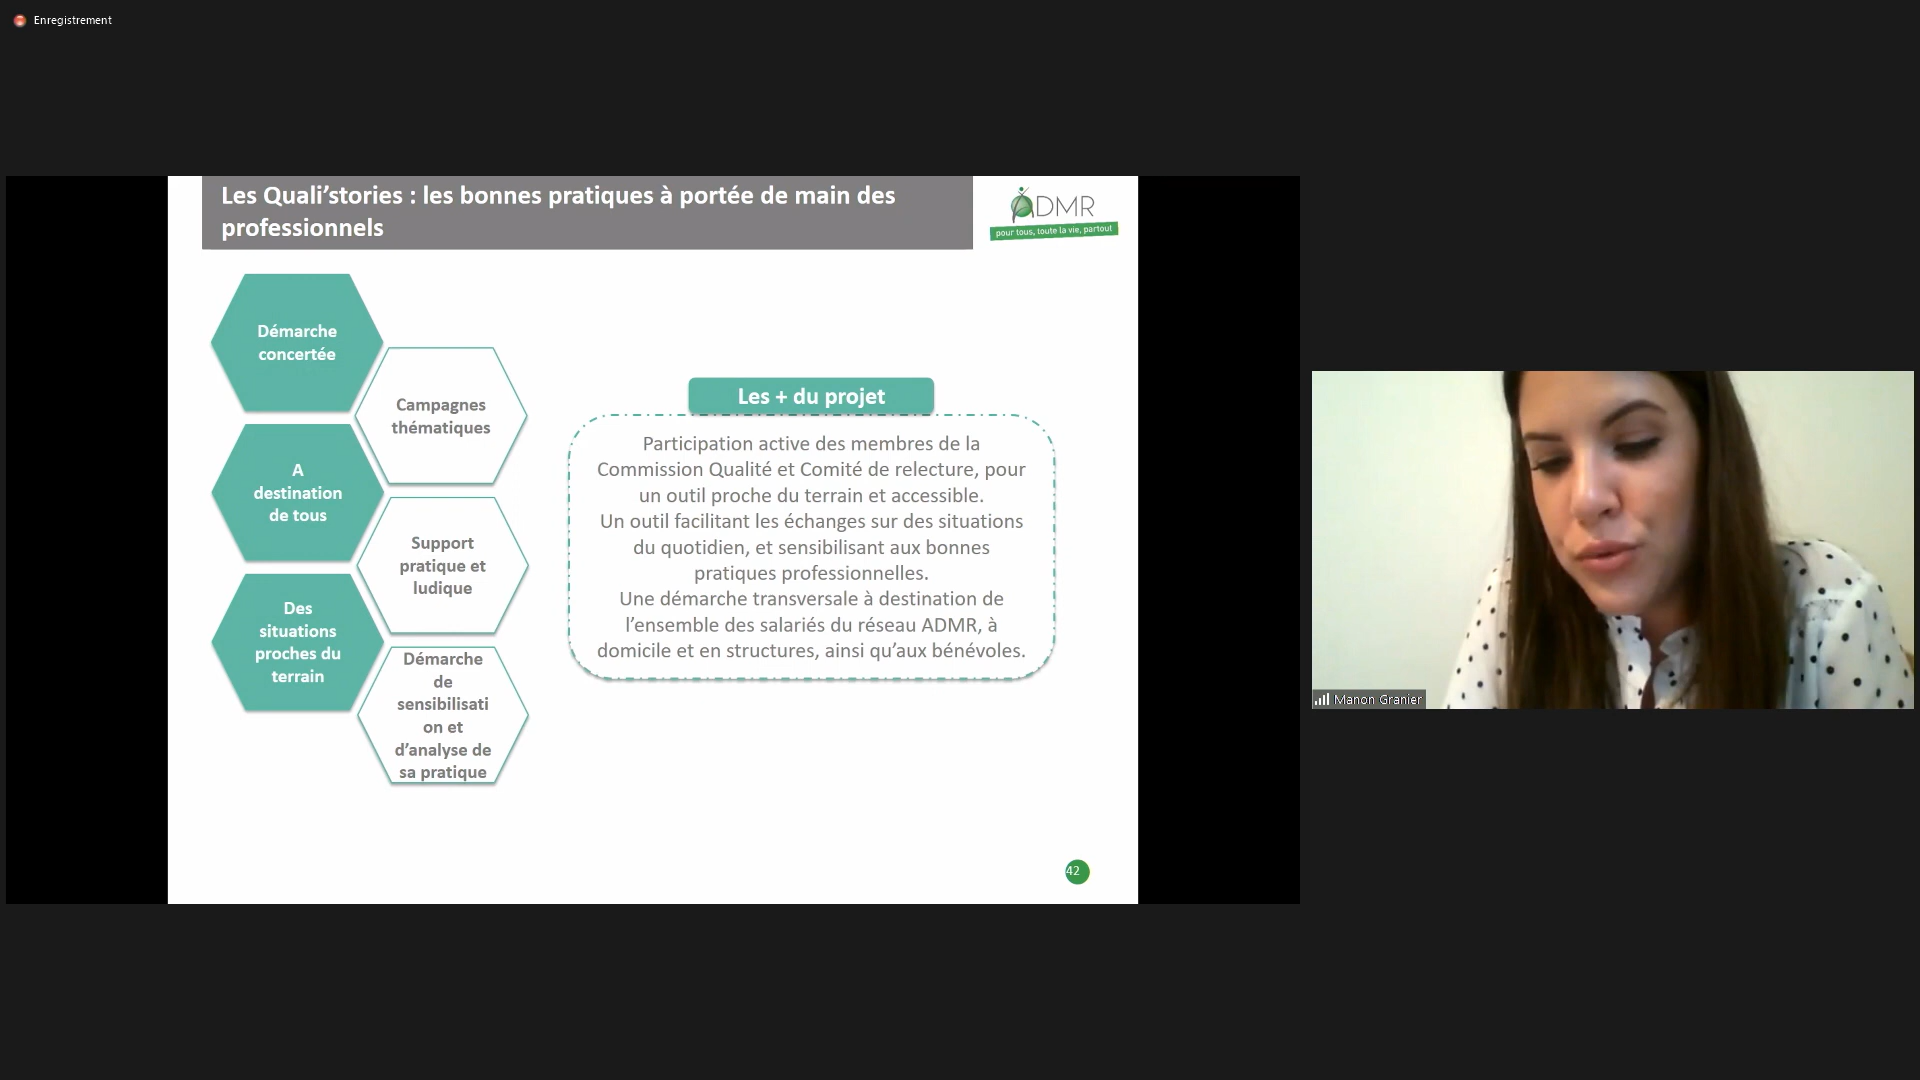 Enregistrement
Les Quali’stories : les bonnes pratiques à portée de main des
professionnels
ADMR
pour tous, toute la vie, partout
Démarche
concertée
Campagnes
thématiques
A
destination
de tous
Support
pratique et
ludique
Des
situations
proches du
terrain
Démarche
de
sensibilisati
on et
d’analyse de
sa pratique
Les + du projet
Participation active des membres de la
Commission Qualité et Comité de relecture, pour
un outil proche du terrain et accessible.
Un outil facilitant les échanges sur des situations
du quotidien, et sensibilisant aux bonnes
pratiques professionnelles.
Une démarche transversale à destination de
l’ensemble des salariés du réseau ADMR, à
domicile et en structures, ainsi qu’aux bénévoles.
42
Manon Granier